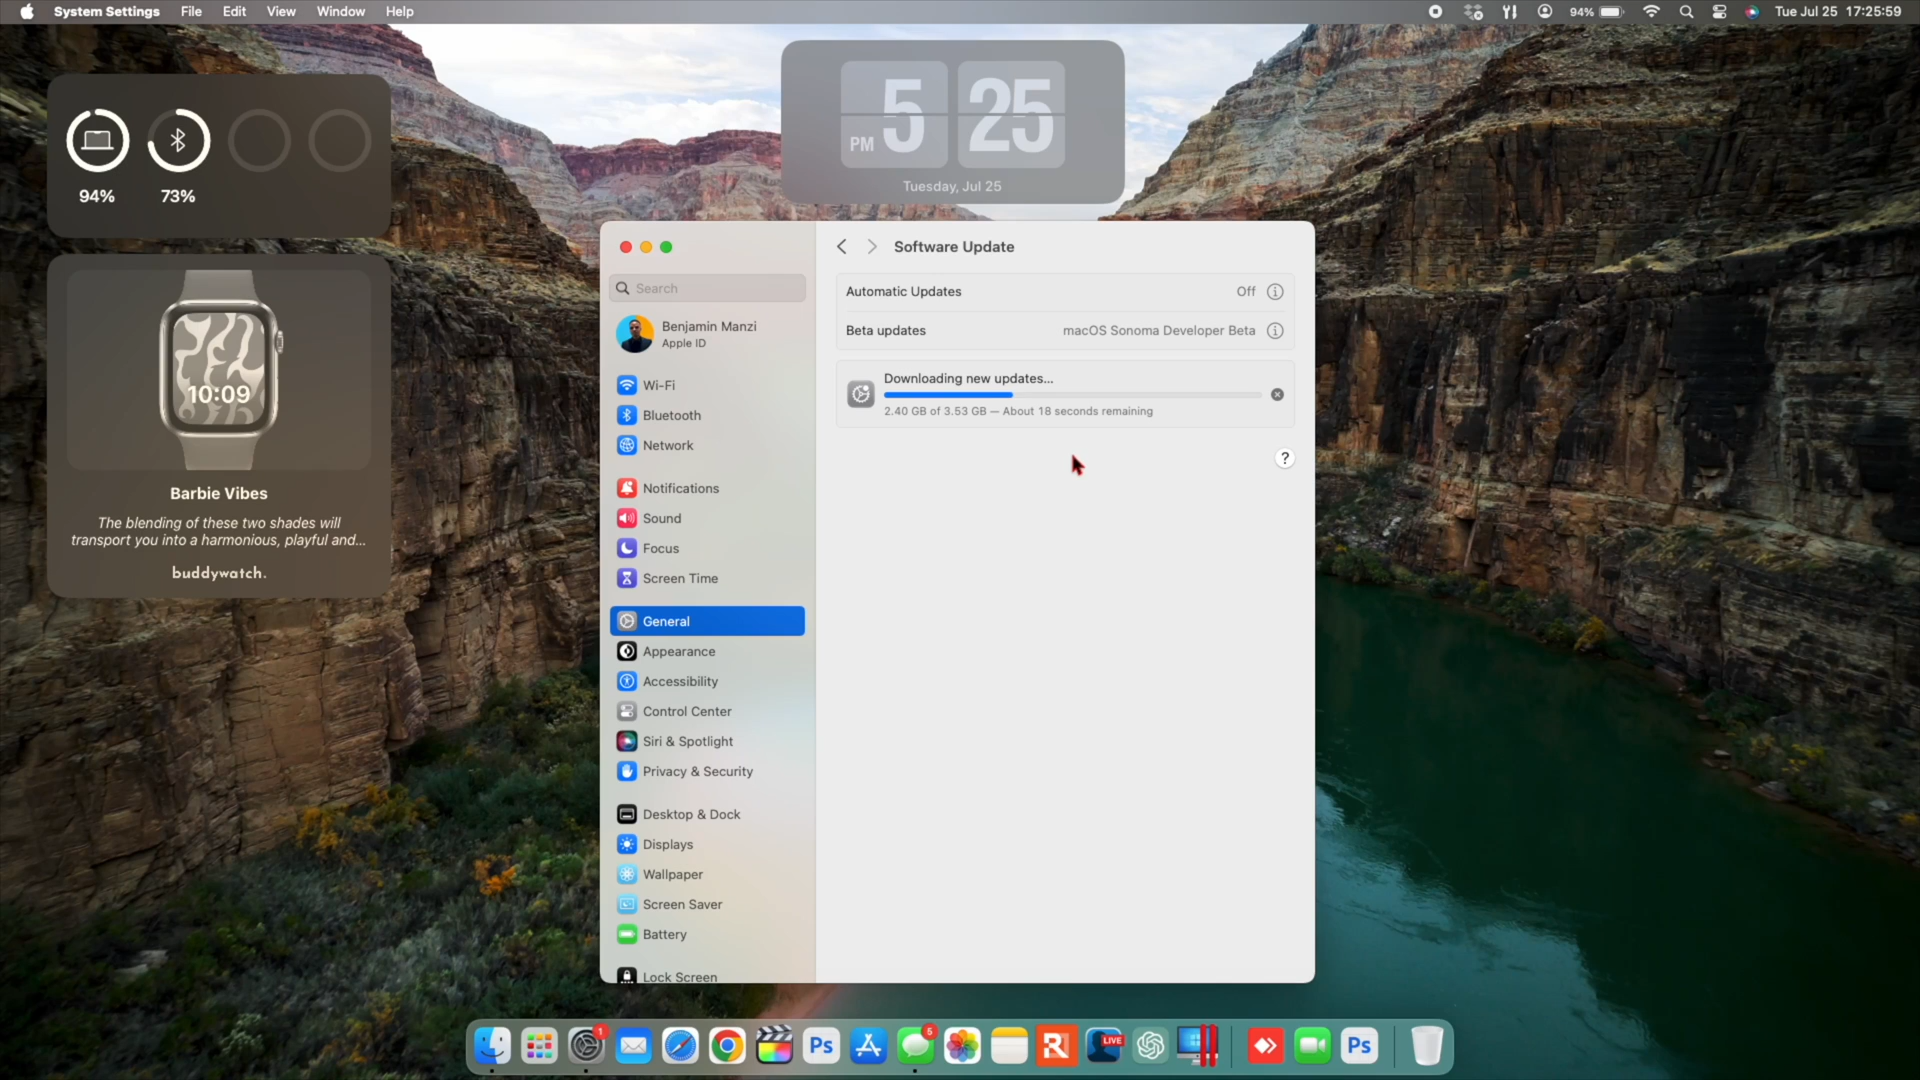 System Settings File Edit View Window Help
94% Tue Jul 25 17:25:59
PM 5 25
Tuesday, Jul 25
94% 73%
10:09
Barbie Vibes
The blending of these two shades will
transport you into a harmonious, playful and...
buddywatch.
Search
Benjamin Manzi
Apple ID
Wi-Fi
Bluetooth
Network
Notifications
Sound
Focus
Screen Time
General
Appearance
Accessibility
Control Center
Siri & Spotlight
Privacy & Security
Desktop & Dock
Displays
Wallpaper
Screen Saver
Battery
Lock Screen
Software Update
Automatic Updates Off
Beta updates macOS Sonoma Developer Beta
Downloading new updates...
2.40 GB of 3.53 GB — About 18 seconds remaining
?
1 Ps 5 R LIVE Ps